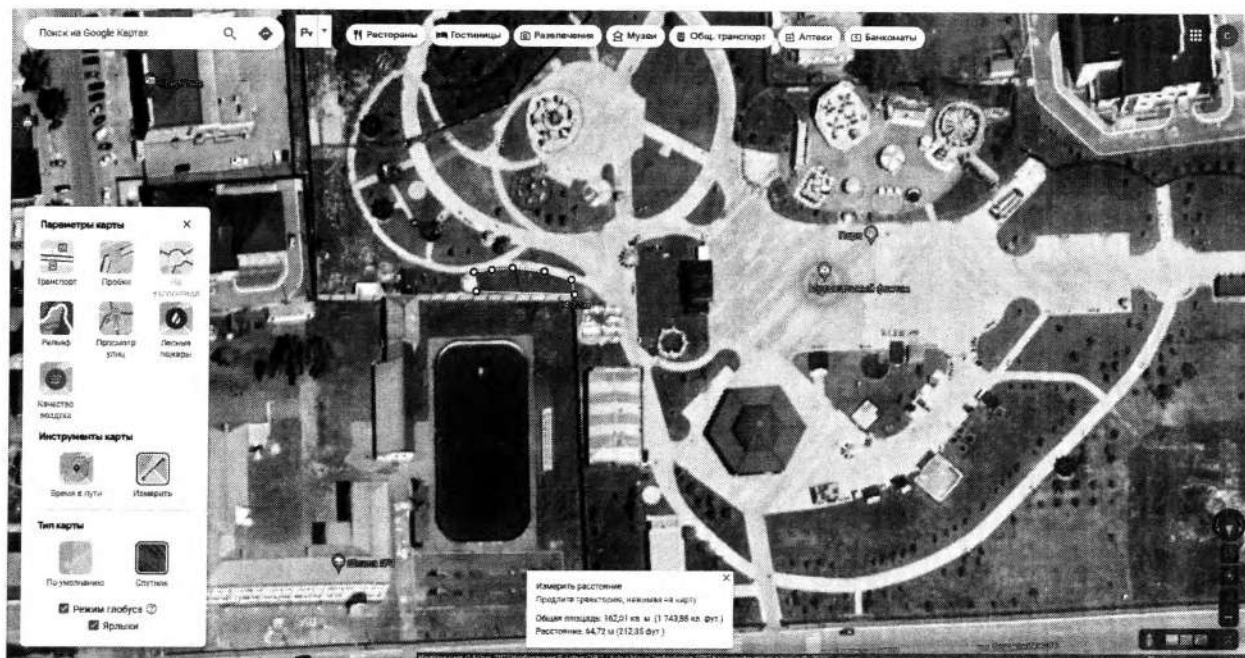 Поиск на Google Картах
Рестораны
Гостиницы
Развлечения
Музеи
Общ. транспорт
Аптеки
Банкоматы
С
Параметры карты
Транспорт
Пробки
На велосипеде
Рельеф
Просмотр улиц
Лесные пожары
Качество воздуха
Инструменты карты
Время в пути
Измерить
Тип карты
По умолчанию
Спутник
Режим глобуса
Ярлыки
Парк
Измерить расстояние
Продлите траекторию, нажимая на карту
Общая площадь: 162,01 кв. м (1 743,86 кв. фут.)
Расстояние: 64,72 м (212,35 фут.)